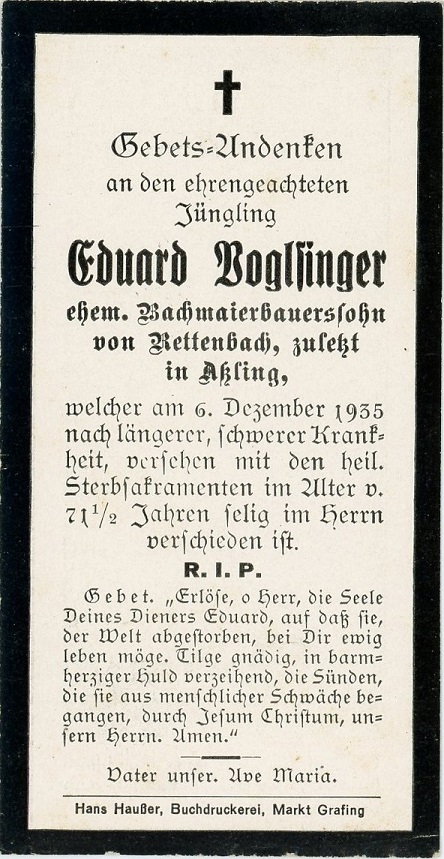 Gebets-Andenken
an den ehrengeachteten
Jüngling
Eduard Voglsinger
ehem. Bachmaierbauerssohn
von Rettenbach, zuletzt
in Aßling,
welcher am 6. Dezember 1935
nach längerer, schwerer Krank-
heit, versehen mit den heil.
Sterbsakramenten im Alter v.
71 1/2 Jahren selig im Herrn
verschieden ist.
R. I. P.
Gebet. „Erlöse, o Herr, die Seele
Deines Dieners Eduard, auf daß sie,
der Welt abgestorben, bei Dir ewig
leben möge. Tilge gnädig, in barm-
herziger Huld verzeihend, die Sünden,
die sie aus menschlicher Schwäche be-
gangen, durch Jesum Christum, un-
sern Herrn. Amen."
Vater unser. Ave Maria.
Hans Haußer, Buchdruckerei, Markt Grafing